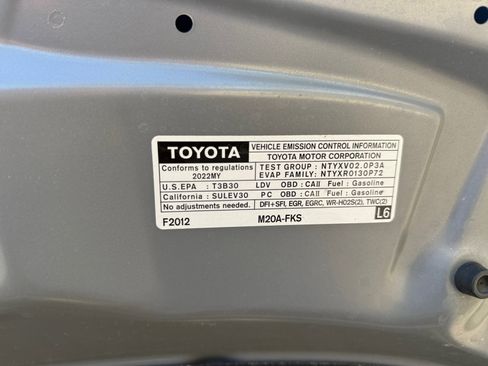 TOYOTA VEHICLE EMISSION CONTROL INFORMATION
TOYOTA MOTOR CORPORATION
Conforms to regulations TEST GROUP : NTYXV02.0P3A
2022MY EVAP FAMILY: NTYXR0130P72
U.S.EPA : T3B30 LDV OBD : CAII Fuel : Gasoline
California : SULEV30 PC OBD : CAII Fuel : Gasoline
No adjustments needed. DFI+SFI, EGR, EGRC, WR-HO2S(2), TWC(2)
F2012 M20A-FKS L6